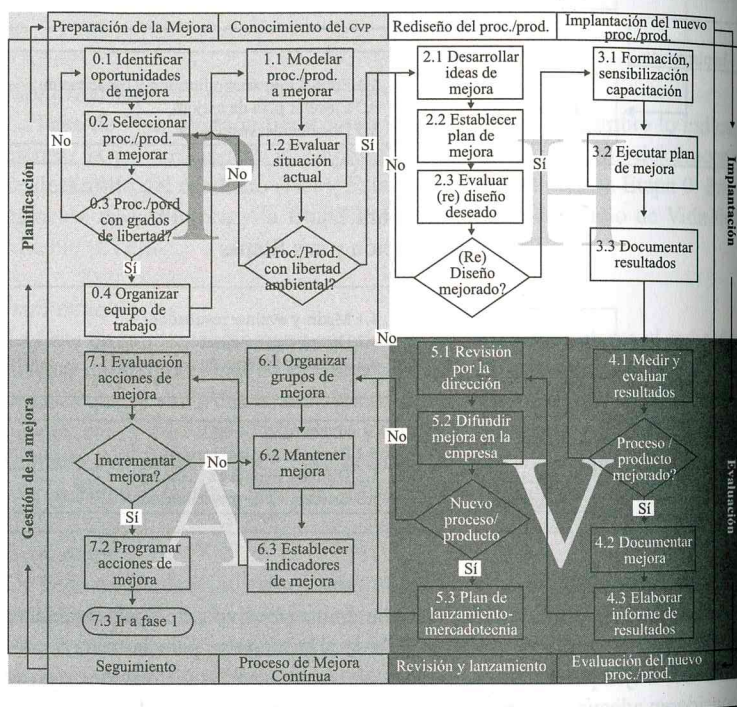 Preparación de la Mejora
Conocimiento del CVP
Rediseño del proc./prod.
Implantación del nuevo
proc./prod.
Planificación
Gestión de la mejora
Implantación
Evaluación
P
H
A
V
0.1 Identificar
oportunidades
de mejora
0.2 Seleccionar
proc./prod.
a mejorar
No
0.3 Proc./pord
con grados
de libertad?
Sí
0.4 Organizar
equipo de
trabajo
1.1 Modelar
proc./prod.
a mejorar
1.2 Evaluar
situación
actual
No
Sí
Proc./Prod.
con libertad
ambiental?
2.1 Desarrollar
ideas de
mejora
2.2 Establecer
plan de
mejora
2.3 Evaluar
(re) diseño
deseado
No
Sí
(Re)
Diseño
mejorado?
3.1 Formación,
sensibilización
capacitación
3.2 Ejecutar plan
de mejora
3.3 Documentar
resultados
No
4.1 Medir y
evaluar
resultados
Proceso /
producto
mejorado?
Sí
4.2 Documentar
mejora
4.3 Elaborar
informe de
resultados
5.1 Revisión
por la
dirección
5.2 Difundir
mejora en la
empresa
No
Nuevo
proceso/
producto
Sí
5.3 Plan de
lanzamiento-
mercadotecnia
6.1 Organizar
grupos de
mejora
6.2 Mantener
mejora
6.3 Establecer
indicadores
de mejora
7.1 Evaluación
acciones de
mejora
Imcrementar
mejora?
No
Sí
7.2 Programar
acciones de
mejora
7.3 Ir a fase 1
Seguimiento
Proceso de Mejora
Contínua
Revisión y lanzamiento
Evaluación del nuevo
proc./prod.